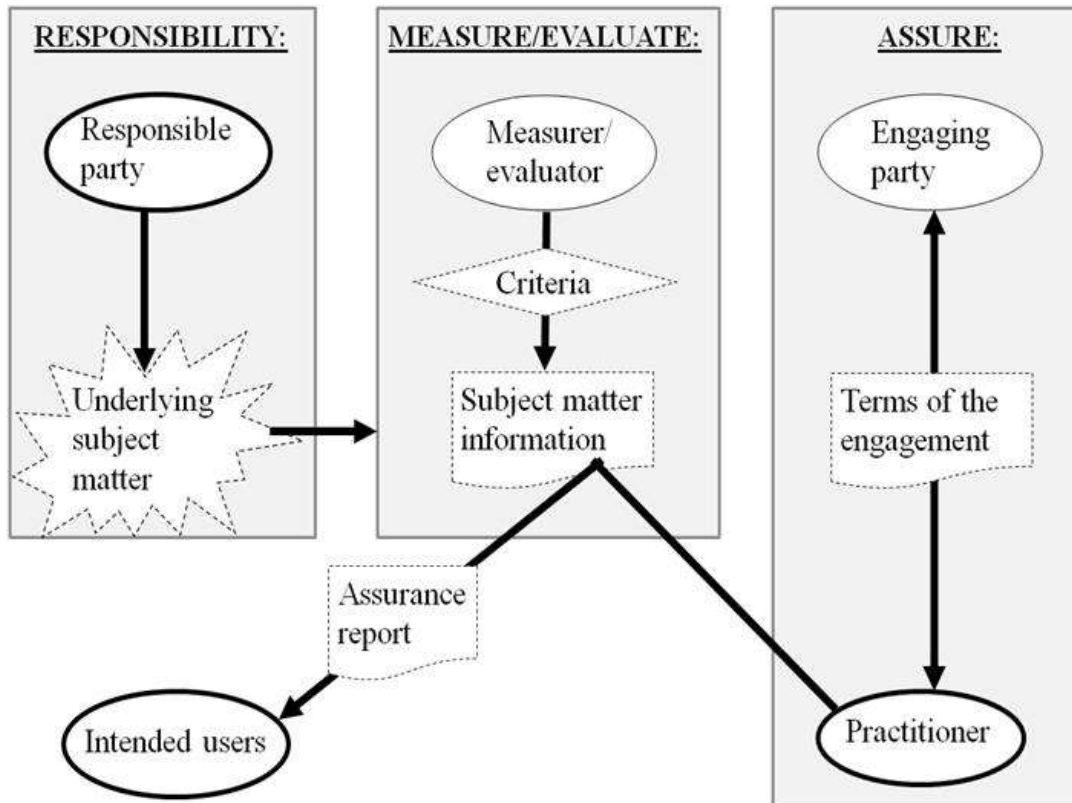 RESPONSIBILITY:
Responsible
party
Underlying
subject
matter
MEASURE/EVALUATE:
Measurer/
evaluator
Criteria
Subject matter
information
ASSURE:
Engaging
party
Terms of the
engagement
Practitioner
Assurance
report
Intended users